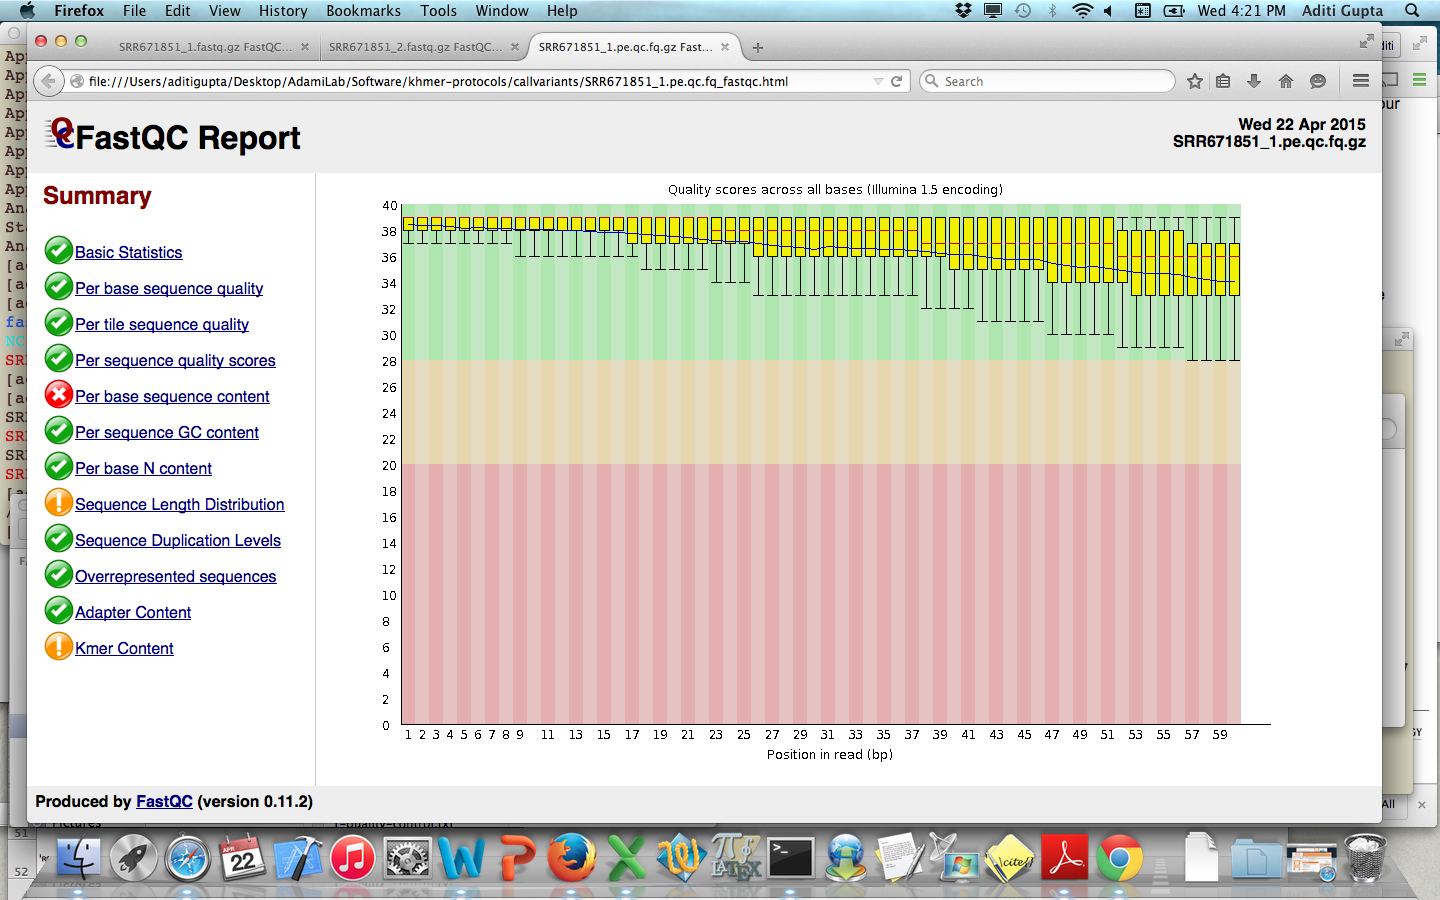 Firefox File Edit View History Bookmarks Tools Window Help Wed 4:21 PM Aditi Gupta
SRR671851_1.fastq.gz FastQC... SRR671851_2.fastq.gz FastQC... SRR671851_1.pe.qc.fq.gz Fast...
file:///Users/aditigupta/Desktop/AdamiLab/Software/khmer-protocols/callvariants/SRR671851_1.pe.qc.fq_fastqc.html Search
FastQC Report
Wed 22 Apr 2015
SRR671851_1.pe.qc.fq.gz
Summary
Basic Statistics
Per base sequence quality
Per tile sequence quality
Per sequence quality scores
Per base sequence content
Per sequence GC content
Per base N content
Sequence Length Distribution
Sequence Duplication Levels
Overrepresented sequences
Adapter Content
Kmer Content
Quality scores across all bases (Illumina 1.5 encoding)
40
38
36
34
32
30
28
26
24
22
20
18
16
14
12
10
8
6
4
2
0
1 2 3 4 5 6 7 8 9 11 13 15 17 19 21 23 25 27 29 31 33 35 37 39 41 43 45 47 49 51 53 55 57 59
Position in read (bp)
Produced by FastQC (version 0.11.2)
51
52
APR
22